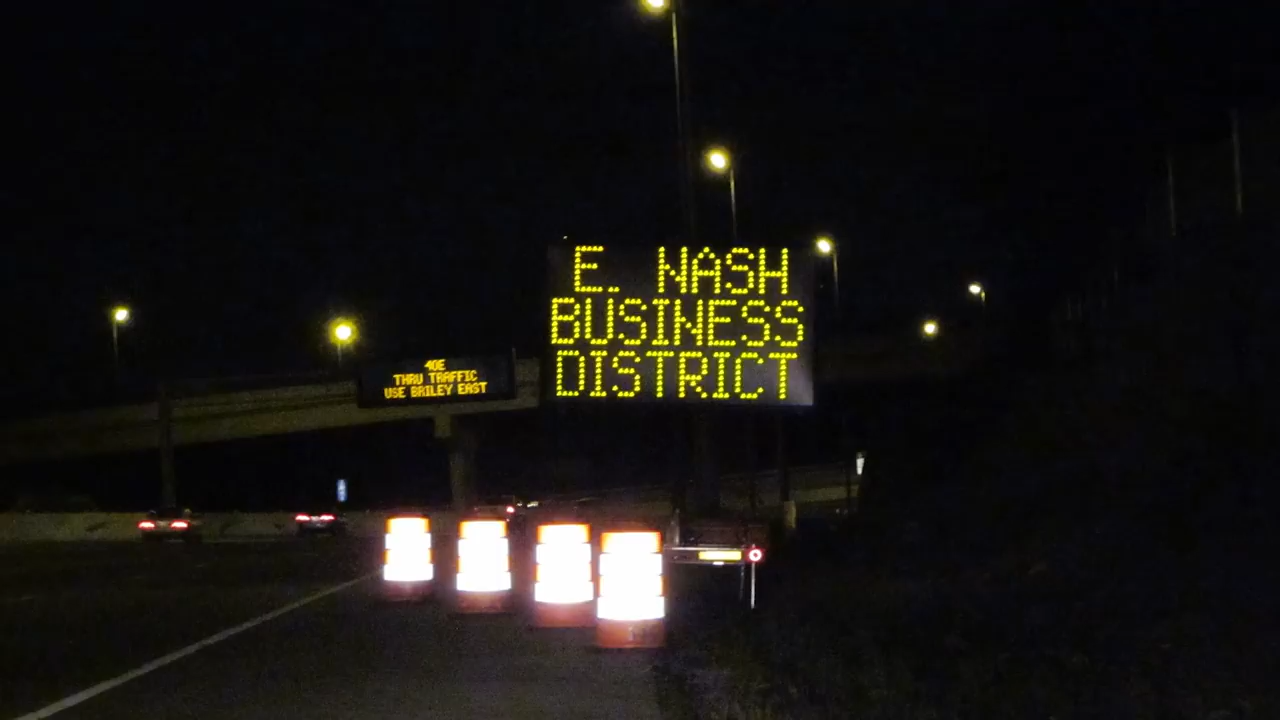 E. NASH
BUSINESS
DISTRICT
40E
THRU TRAFFIC
USE BRILEY EAST